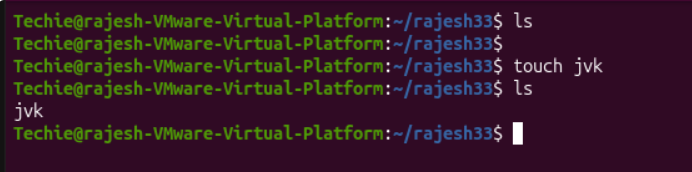 Techie@rajesh-VMware-Virtual-Platform:~/rajesh33$ ls
Techie@rajesh-VMware-Virtual-Platform:~/rajesh33$
Techie@rajesh-VMware-Virtual-Platform:~/rajesh33$ touch jvk
Techie@rajesh-VMware-Virtual-Platform:~/rajesh33$ ls
jvk
Techie@rajesh-VMware-Virtual-Platform:~/rajesh33$